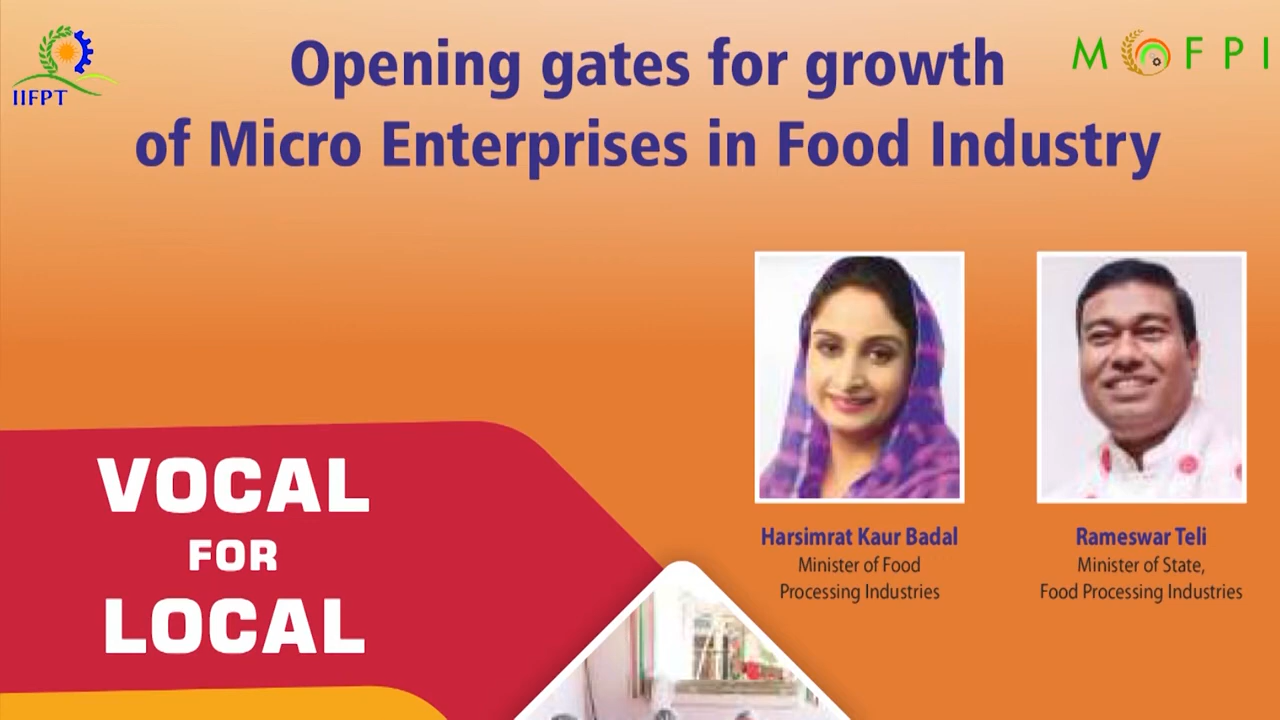 IIFPT
MOFPI
Opening gates for growth
of Micro Enterprises in Food Industry
VOCAL
FOR
LOCAL
Harsimrat Kaur Badal
Minister of Food
Processing Industries
Rameswar Teli
Minister of State,
Food Processing Industries